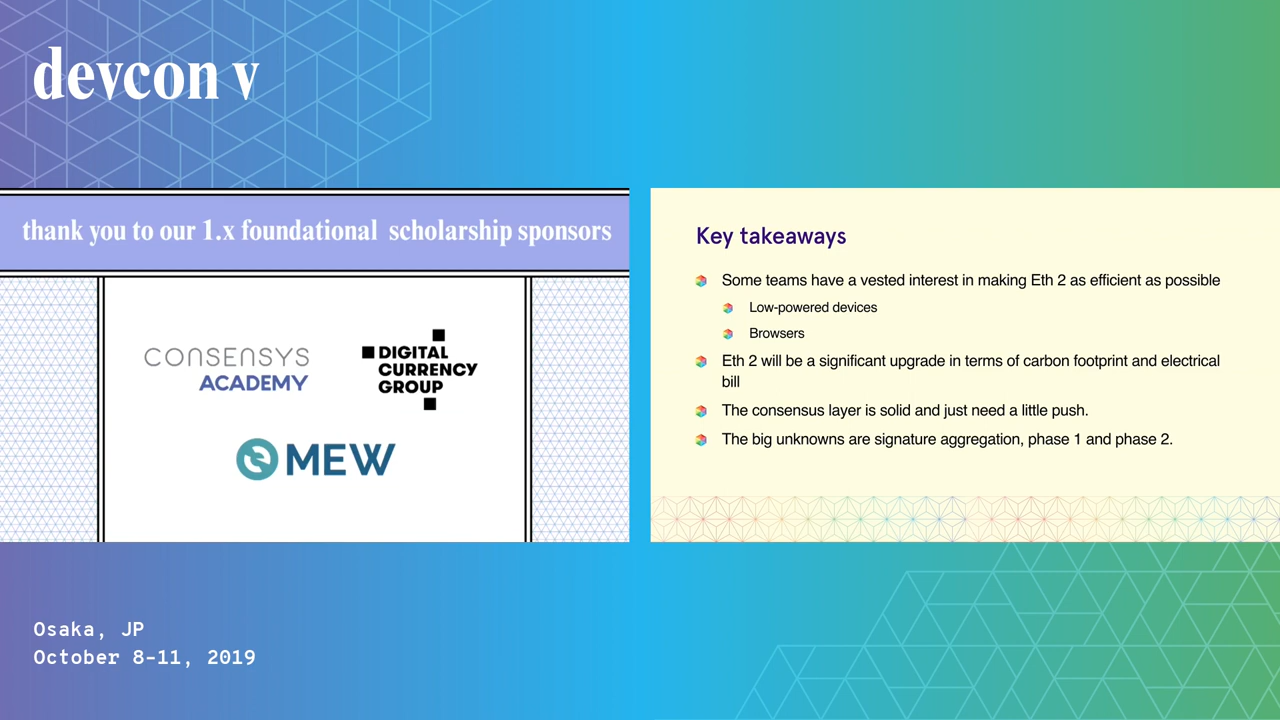 devcon v
thank you to our 1.x foundational scholarship sponsors
CONSENSYS
ACADEMY
DIGITAL
CURRENCY
GROUP
MEW
Key takeaways
Some teams have a vested interest in making Eth 2 as efficient as possible
Low-powered devices
Browsers
Eth 2 will be a significant upgrade in terms of carbon footprint and electrical
bill
The consensus layer is solid and just need a little push.
The big unknowns are signature aggregation, phase 1 and phase 2.
Osaka, JP
October 8-11, 2019